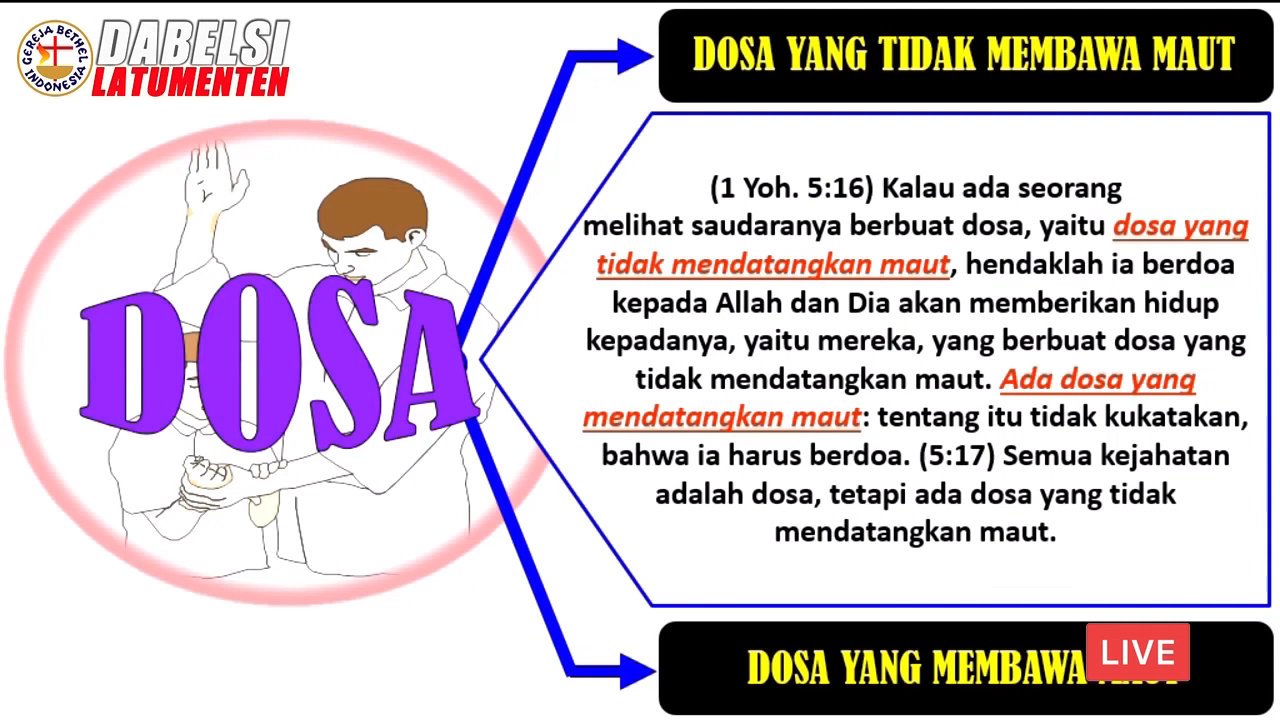 GEREJA BETHEL
INDONESIA
DABELSI
LATUMENTEN
DOSA YANG TIDAK MEMBAWA MAUT
DOSA
(1 Yoh. 5:16) Kalau ada seorang
melihat saudaranya berbuat dosa, yaitu dosa yang
tidak mendatangkan maut, hendaklah ia berdoa
kepada Allah dan Dia akan memberikan hidup
kepadanya, yaitu mereka, yang berbuat dosa yang
tidak mendatangkan maut. Ada dosa yang
mendatangkan maut: tentang itu tidak kukatakan,
bahwa ia harus berdoa. (5:17) Semua kejahatan
adalah dosa, tetapi ada dosa yang tidak
mendatangkan maut.
DOSA YANG MEMBAWA MAUT
LIVE